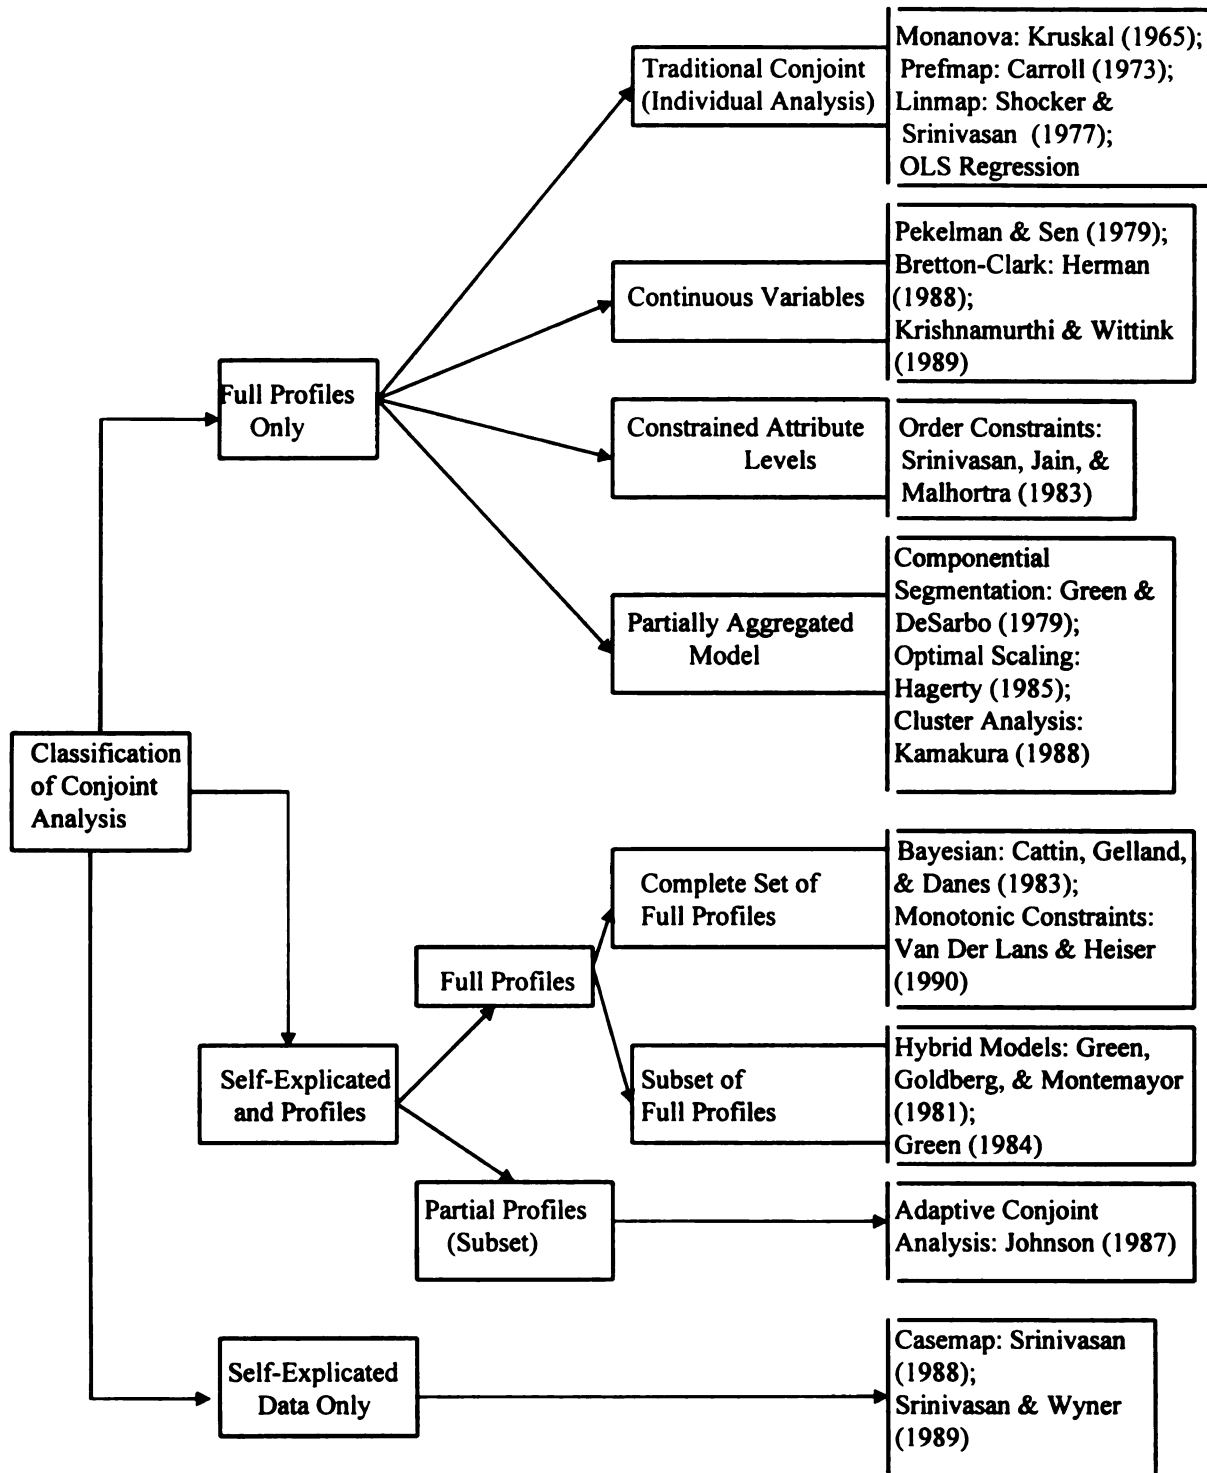 Traditional Conjoint
(Individual Analysis)
Monanova: Kruskal (1965);
Prefmap: Carroll (1973);
Linmap: Shocker &
Srinivasan (1977);
OLS Regression
Continuous Variables
Pekelman & Sen (1979);
Bretton-Clark: Herman
(1988);
Krishnamurthi & Wittink
(1989)
Full Profiles
Only
Constrained Attribute
Levels
Order Constraints:
Srinivasan, Jain, &
Malhortra (1983)
Partially Aggregated
Model
Componential
Segmentation: Green &
DeSarbo (1979);
Optimal Scaling:
Hagerty (1985);
Cluster Analysis:
Kamakura (1988)
Classification
of Conjoint
Analysis
Complete Set of
Full Profiles
Bayesian: Cattin, Gelland,
& Danes (1983);
Monotonic Constraints:
Van Der Lans & Heiser
(1990)
Full Profiles
Self-Explicated
and Profiles
Subset of
Full Profiles
Hybrid Models: Green,
Goldberg, & Montemayor
(1981);
Green (1984)
Partial Profiles
(Subset)
Adaptive Conjoint
Analysis: Johnson (1987)
Self-Explicated
Data Only
Casemap: Srinivasan
(1988);
Srinivasan & Wyner
(1989)